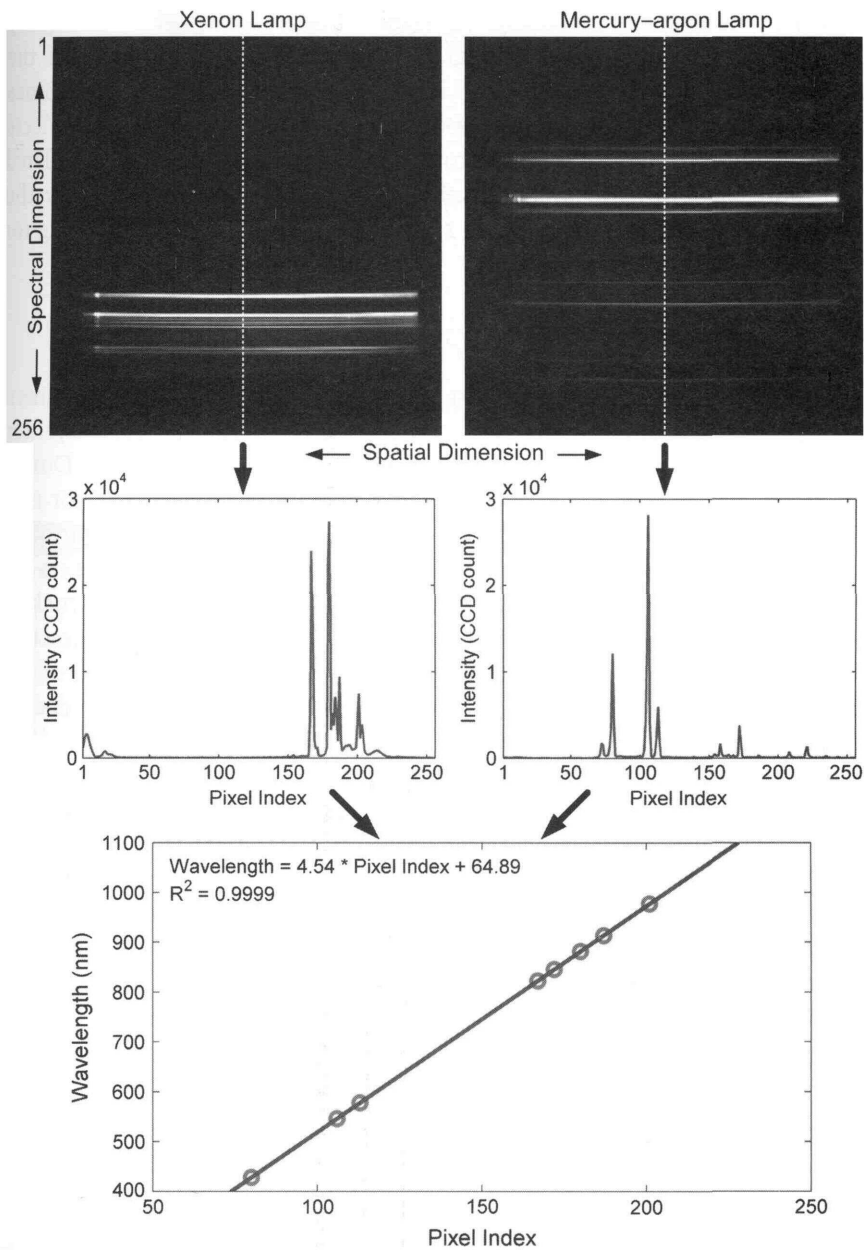 Xenon Lamp
Mercury–argon Lamp
1
Spectral Dimension
256
Spatial Dimension
x 10^4
3
2
1
0
Intensity (CCD count)
1 50 100 150 200 250
Pixel Index
x 10^4
3
2
1
0
Intensity (CCD count)
1 50 100 150 200 250
Pixel Index
1100
1000
900
800
700
600
500
400
Wavelength (nm)
Wavelength = 4.54 * Pixel Index + 64.89
R^2 = 0.9999
50 100 150 200 250
Pixel Index